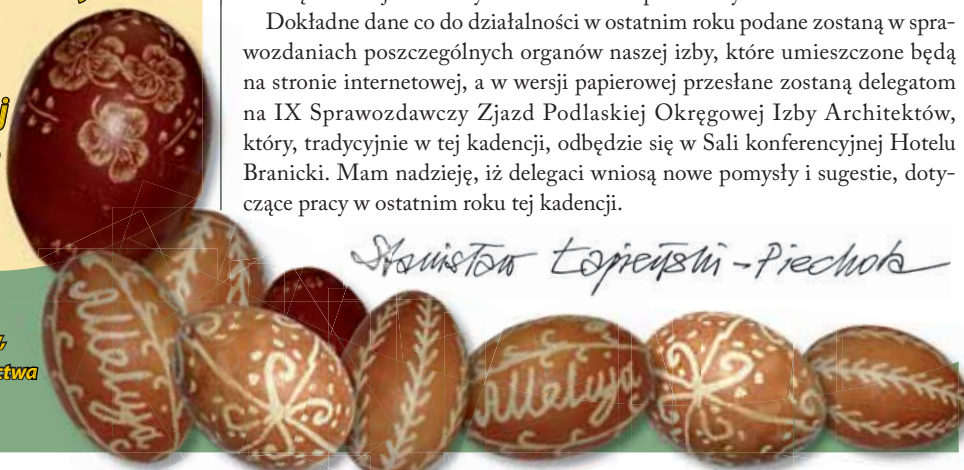 Dokładne dane co do działalności w ostatnim roku podane zostaną w spra-
wozdaniach poszczególnych organów naszej izby, które umieszczone będą
na stronie internetowej, a w wersji papierowej przesłane zostaną delegatom
na IX Sprawozdawczy Zjazd Podlaskiej Okręgowej Izby Architektów,
który, tradycyjnie w tej kadencji, odbędzie się w Sali konferencyjnej Hotelu
Branicki. Mam nadzieję, iż delegaci wniosą nowe pomysły i sugestie, doty-
czące pracy w ostatnim roku tej kadencji.
Stanisław Łapieński-Piechota
Alleluja
Alleluja